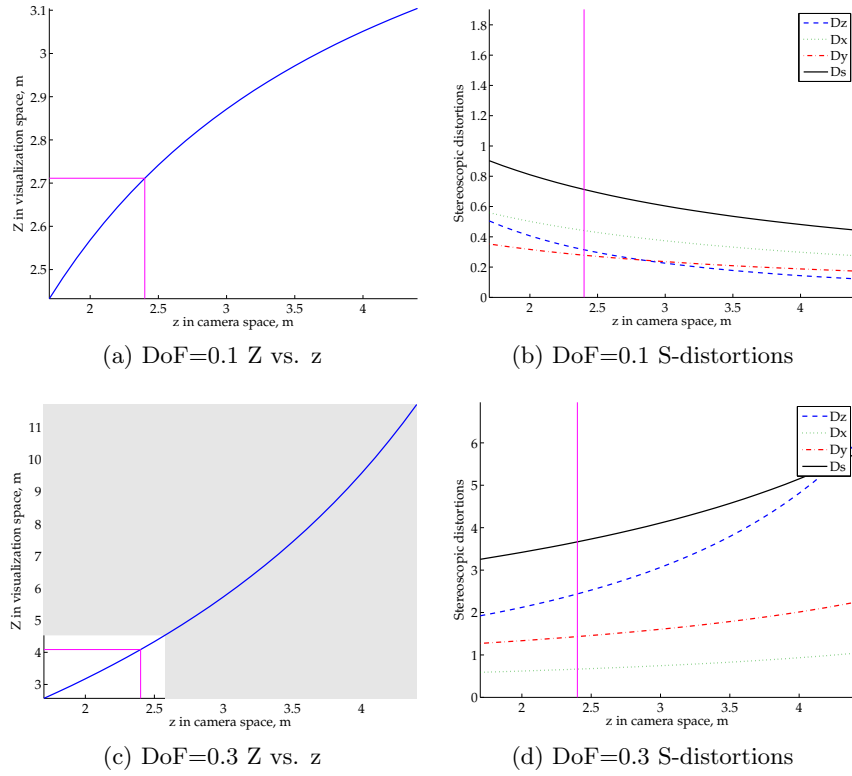 3.1
3
2.9
2.8
2.7
2.6
2.5
2 2.5 3 3.5 4
Z in visualization space, m
z in camera space, m
(a) DoF=0.1 Z vs. z
1.8
1.6
1.4
1.2
1
0.8
0.6
0.4
0.2
0
2 2.5 3 3.5 4
Stereoscopic distortions
z in camera space, m
Dz
Dx
Dy
Ds
(b) DoF=0.1 S-distortions
11
10
9
8
7
6
5
4
3
2 2.5 3 3.5 4
Z in visualization space, m
z in camera space, m
(c) DoF=0.3 Z vs. z
6
5
4
3
2
1
0
2 2.5 3 3.5 4
Stereoscopic distortions
z in camera space, m
Dz
Dx
Dy
Ds
(d) DoF=0.3 S-distortions